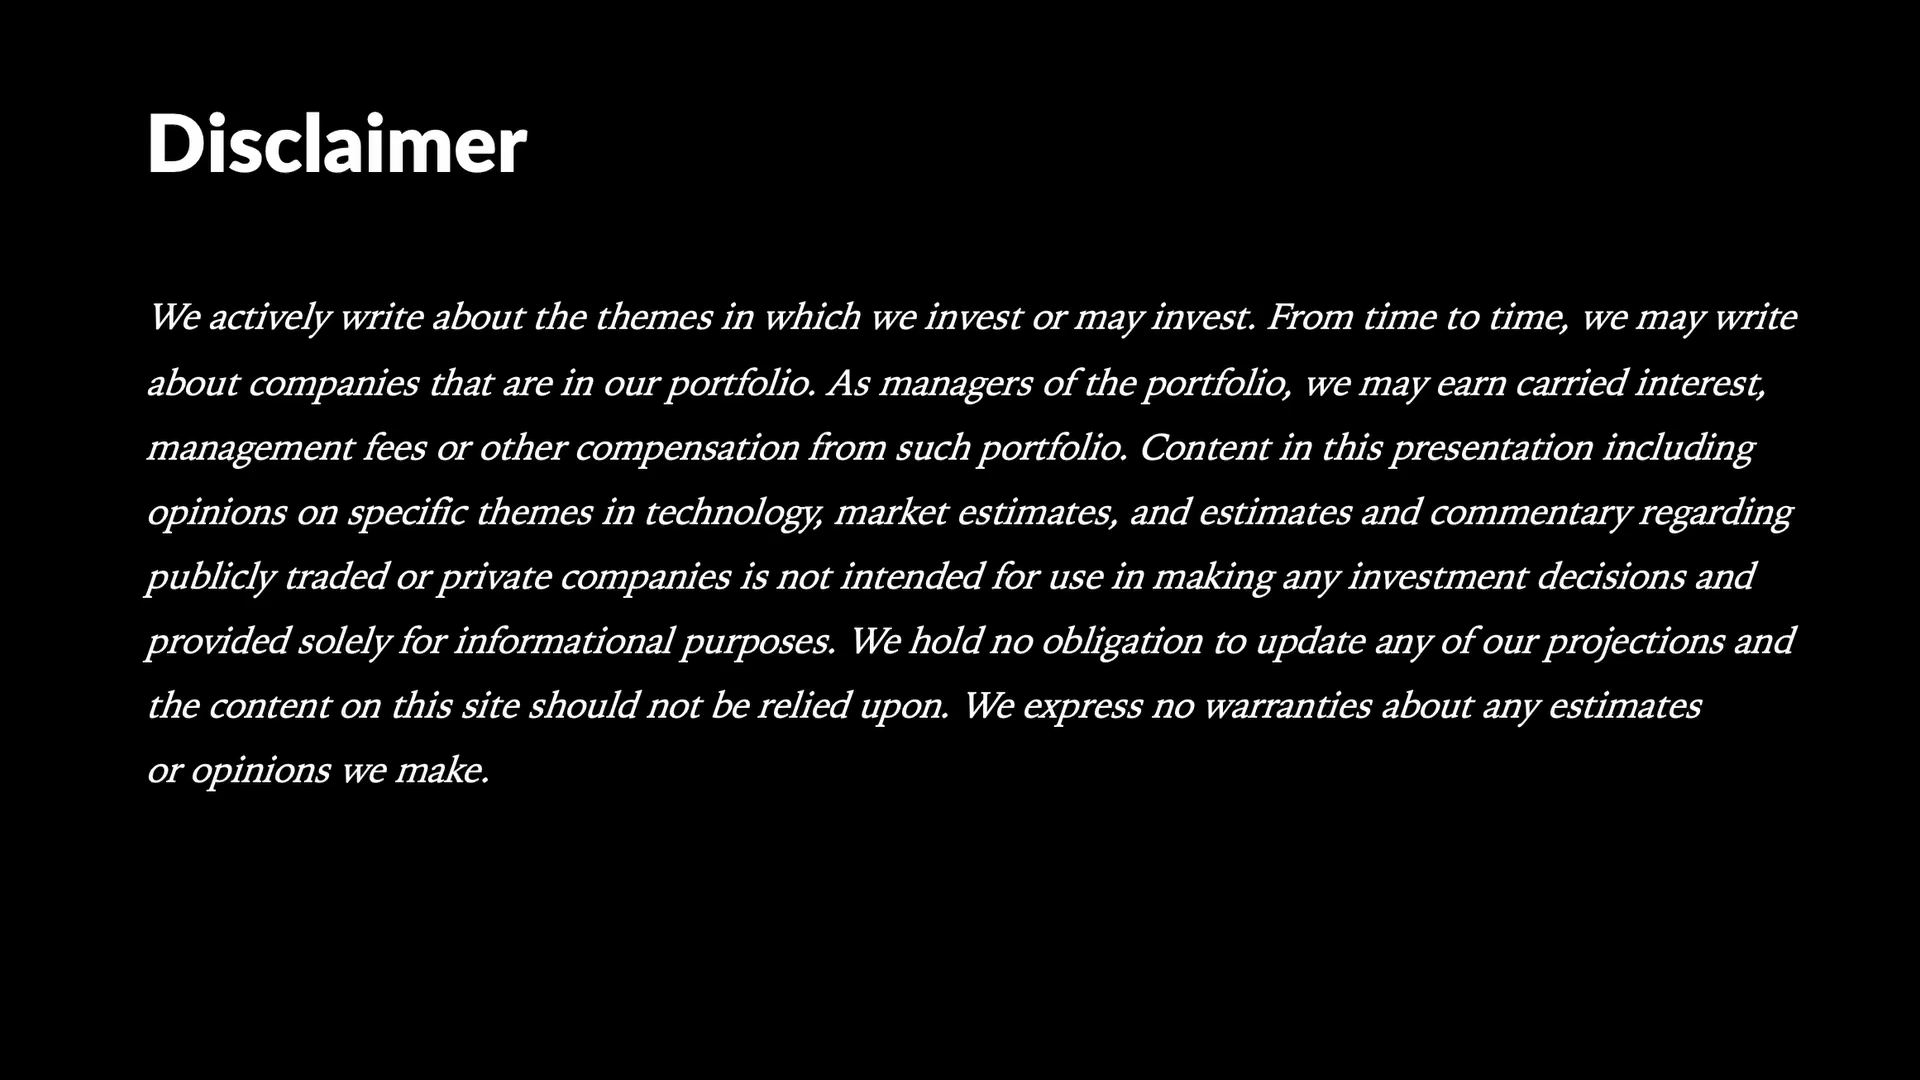 Disclaimer
We actively write about the themes in which we invest or may invest. From time to time, we may write
about companies that are in our portfolio. As managers of the portfolio, we may earn carried interest,
management fees or other compensation from such portfolio. Content in this presentation including
opinions on specific themes in technology, market estimates, and estimates and commentary regarding
publicly traded or private companies is not intended for use in making any investment decisions and
provided solely for informational purposes. We hold no obligation to update any of our projections and
the content on this site should not be relied upon. We express no warranties about any estimates
or opinions we make.